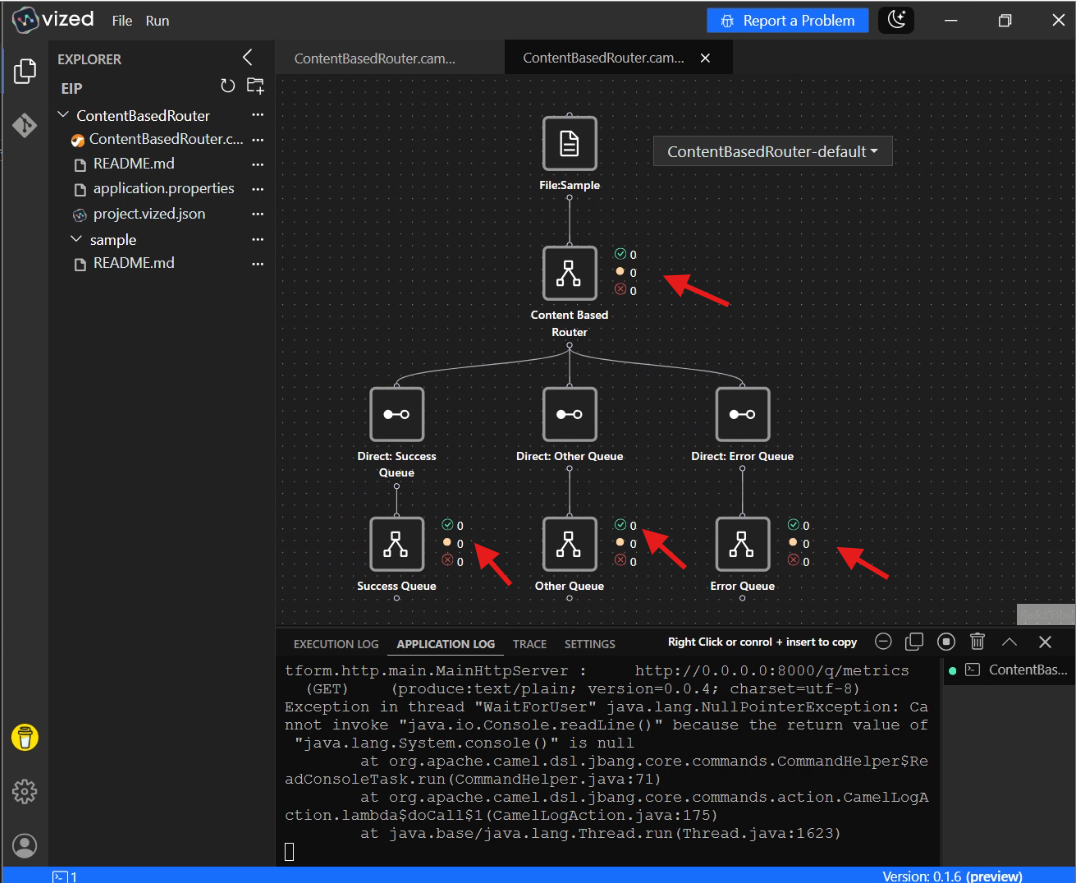 vized File Run Report a Problem
EXPLORER
EIP
ContentBasedRouter
ContentBasedRouter.c...
README.md
application.properties
project.vized.json
sample
README.md
ContentBasedRouter.cam... ContentBasedRouter.cam...
ContentBasedRouter-default
File:Sample
0
0
0
Content Based
Router
Direct: Success
Queue
Direct: Other Queue
Direct: Error Queue
0
0
0
Success Queue
0
0
0
Other Queue
0
0
0
Error Queue
EXECUTION LOG APPLICATION LOG TRACE SETTINGS Right Click or conrol + insert to copy
tform.http.main.MainHttpServer : http://0.0.0.0:8000/q/metrics
(GET) (produce:text/plain; version=0.0.4; charset=utf-8)
Exception in thread "WaitForUser" java.lang.NullPointerException: Ca
nnot invoke "java.io.Console.readLine()" because the return value of
"java.lang.System.console()" is null
at org.apache.camel.dsl.jbang.core.commands.CommandHelper$Re
adConsoleTask.run(CommandHelper.java:71)
at org.apache.camel.dsl.jbang.core.commands.action.CamelLogA
ction.lambda$doCall$1(CamelLogAction.java:175)
at java.base/java.lang.Thread.run(Thread.java:1623)
ContentBas...
1
Version: 0.1.6 (preview)